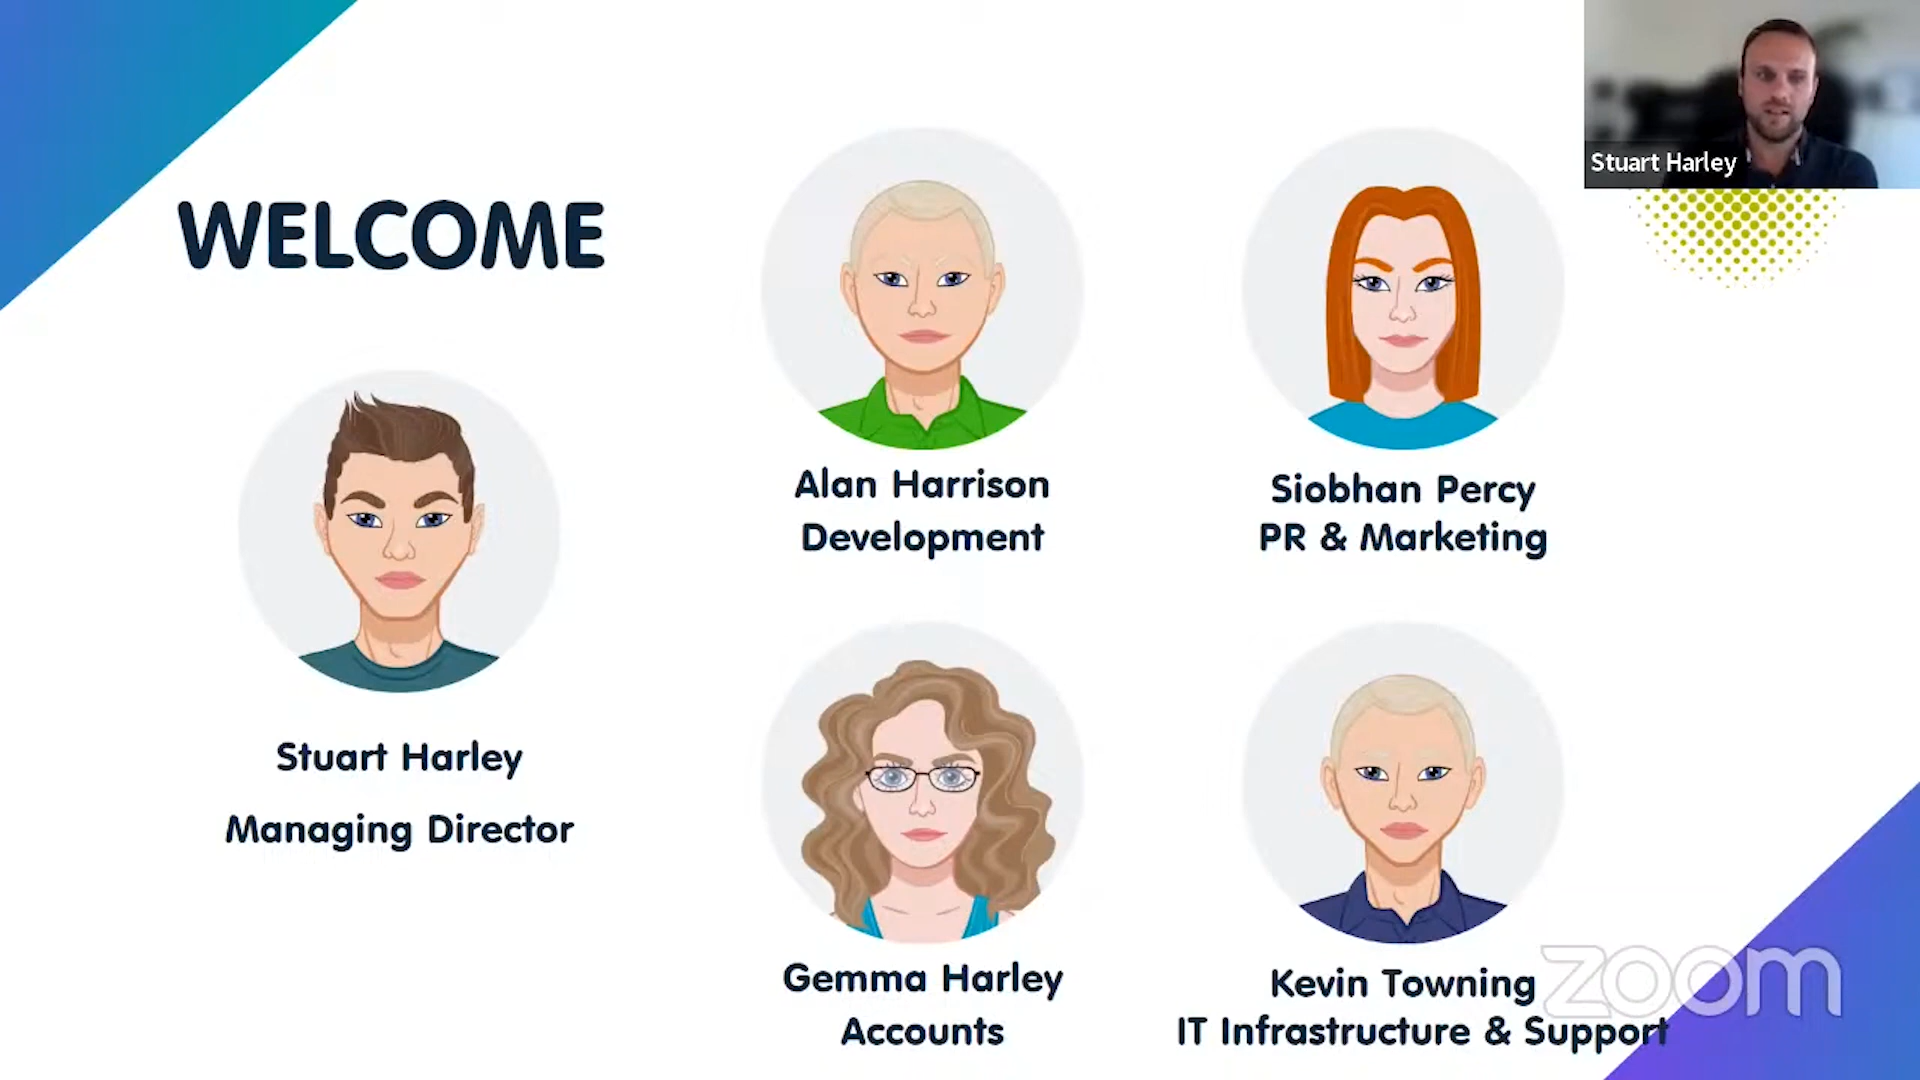 WELCOME
Stuart Harley
Managing Director
Alan Harrison
Development
Siobhan Percy
PR & Marketing
Gemma Harley
Accounts
Kevin Towning
IT Infrastructure & Support
Stuart Harley
zoom